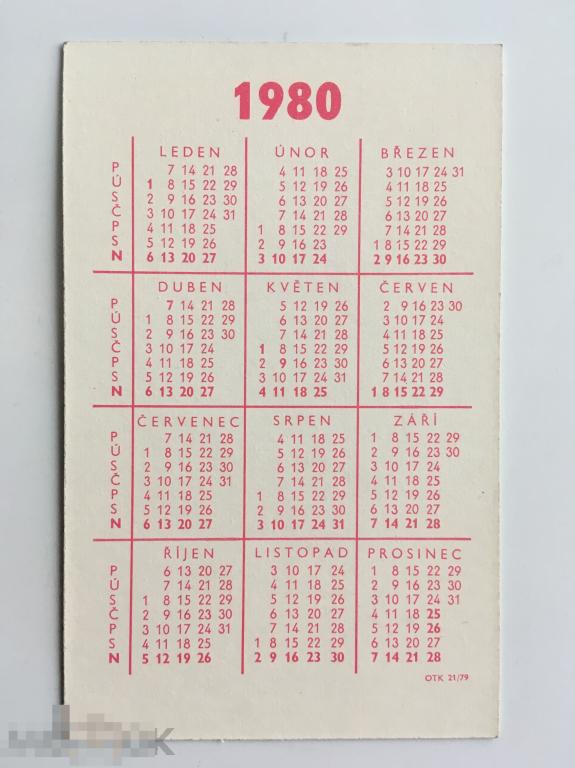 1980
LEDEN ÚNOR BŘEZEN
P 7 14 21 28 4 11 18 25 3 10 17 24 31
Ú 1 8 15 22 29 5 12 19 26 4 11 18 25
S 2 9 16 23 30 6 13 20 27 5 12 19 26
Č 3 10 17 24 31 7 14 21 28 6 13 20 27
P 4 11 18 25 1 8 15 22 29 7 14 21 28
S 5 12 19 26 2 9 16 23 1 8 15 22 29
N 6 13 20 27 3 10 17 24 2 9 16 23 30
DUBEN KVĚTEN ČERVEN
P 7 14 21 28 5 12 19 26 2 9 16 23 30
Ú 1 8 15 22 29 6 13 20 27 3 10 17 24
S 2 9 16 23 30 7 14 21 28 4 11 18 25
Č 3 10 17 24 1 8 15 22 29 5 12 19 26
P 4 11 18 25 2 9 16 23 30 6 13 20 27
S 5 12 19 26 3 10 17 24 31 7 14 21 28
N 6 13 20 27 4 11 18 25 1 8 15 22 29
ČERVENEC SRPEN ZÁŘÍ
P 7 14 21 28 4 11 18 25 1 8 15 22 29
Ú 1 8 15 22 29 5 12 19 26 2 9 16 23 30
S 2 9 16 23 30 6 13 20 27 3 10 17 24
Č 3 10 17 24 31 7 14 21 28 4 11 18 25
P 4 11 18 25 1 8 15 22 29 5 12 19 26
S 5 12 19 26 2 9 16 23 30 6 13 20 27
N 6 13 20 27 3 10 17 24 31 7 14 21 28
ŘÍJEN LISTOPAD PROSINEC
P 6 13 20 27 3 10 17 24 1 8 15 22 29
Ú 7 14 21 28 4 11 18 25 2 9 16 23 30
S 1 8 15 22 29 5 12 19 26 3 10 17 24 31
Č 2 9 16 23 30 6 13 20 27 4 11 18 25
P 3 10 17 24 31 7 14 21 28 5 12 19 26
S 4 11 18 25 1 8 15 22 29 6 13 20 27
N 5 12 19 26 2 9 16 23 30 7 14 21 28
OTK 21/79